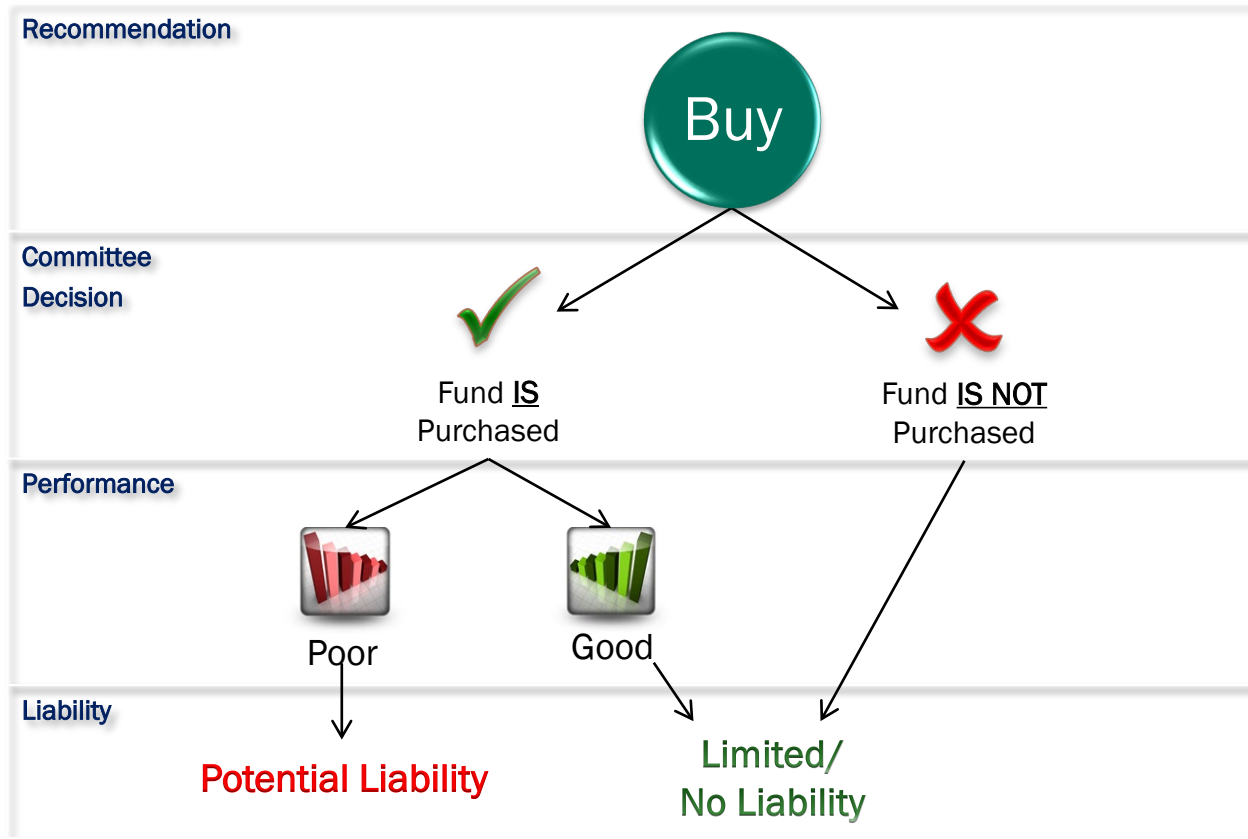 Recommendation
Buy
Committee
Decision
Fund IS
Purchased
Fund IS NOT
Purchased
Performance
Poor
Good
Liability
Potential Liability
Limited/
No Liability